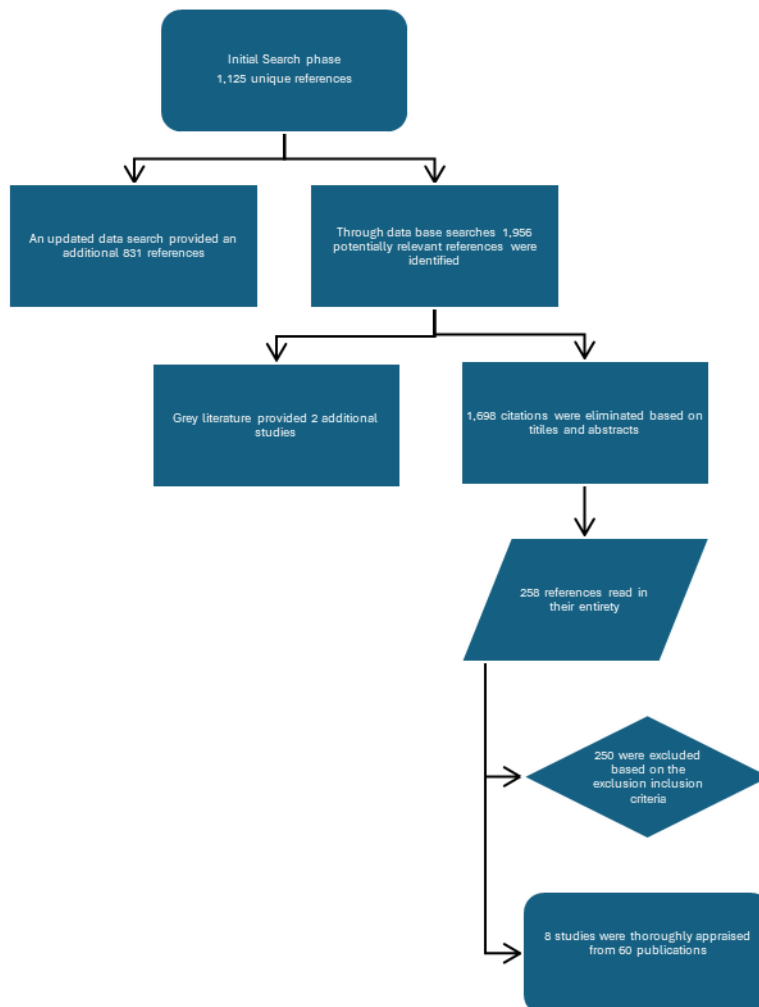 Initial Search phase
1,125 unique references
An updated data search provided an
additional 831 references
Through data base searches 1,956
potentially relevant references were
identified
Grey literature provided 2 additional
studies
1,698 citations were eliminated based on
titiles and abstracts
258 references read in
their entirety
250 were excluded
based on the
exclusion inclusion
criteria
8 studies were thoroughly appraised
from 60 publications